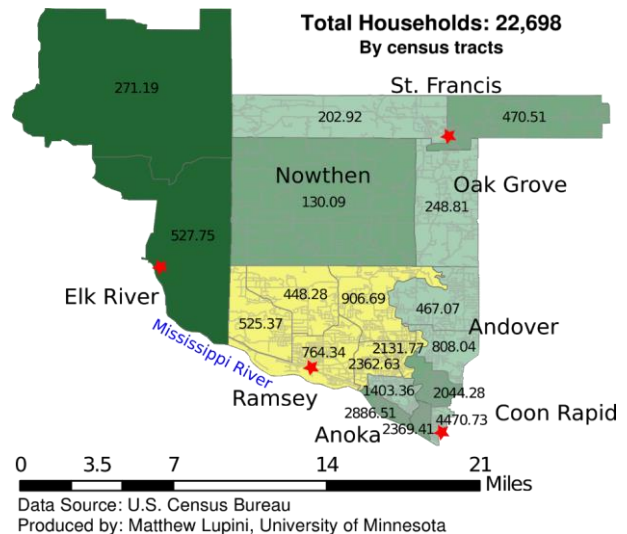 Total Households: 22,698
By census tracts
St. Francis
271.19
202.92
470.51
Nowthen
130.09
Oak Grove
248.81
527.75
Elk River
448.28
906.69
467.07
525.37
Andover
Mississippi River
764.34
2131.77
808.04
2362.63
Ramsey
1403.36
2044.28
2886.51
4470.73
Coon Rapid
Anoka
2369.41
0 3.5 7 14 21
Miles
Data Source: U.S. Census Bureau
Produced by: Matthew Lupini, University of Minnesota